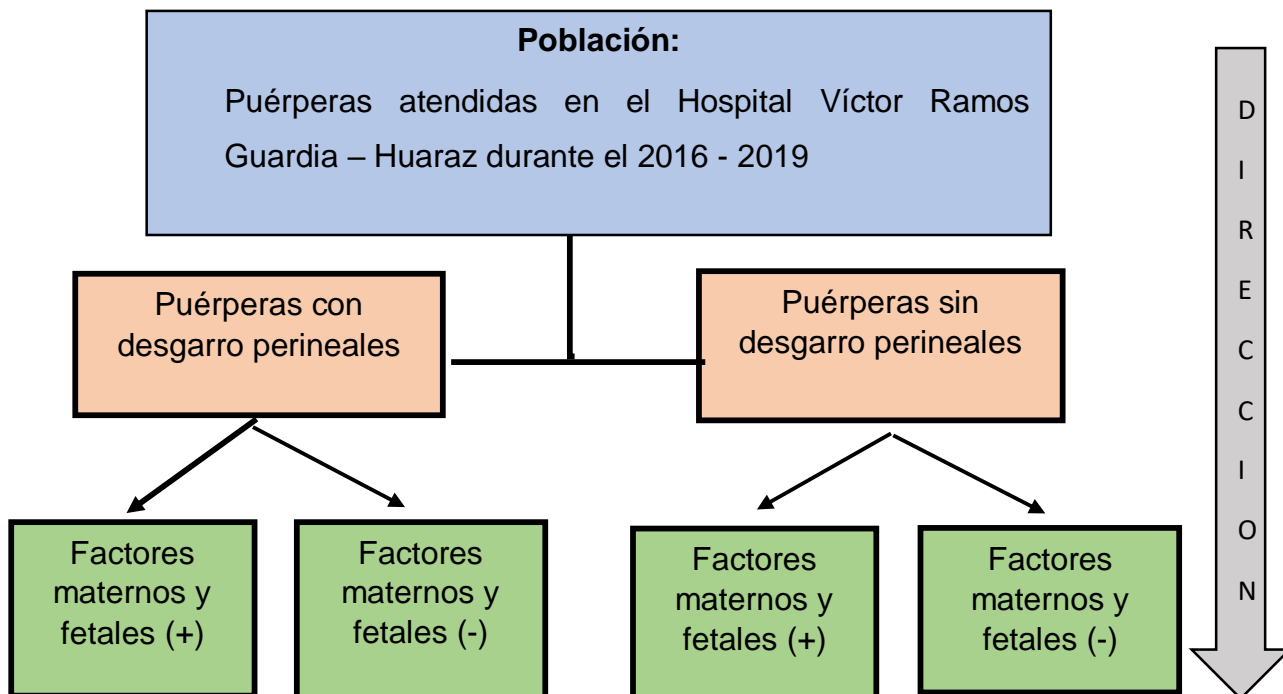 Población:
Puérperas atendidas en el Hospital Víctor Ramos
Guardia – Huaraz durante el 2016 - 2019
Puérperas con
desgarro perineales
Puérperas sin
desgarro perineales
Factores
maternos y
fetales (+)
Factores
maternos y
fetales (-)
Factores
maternos y
fetales (+)
Factores
maternos y
fetales (-)
D
I
R
E
C
C
I
O
N